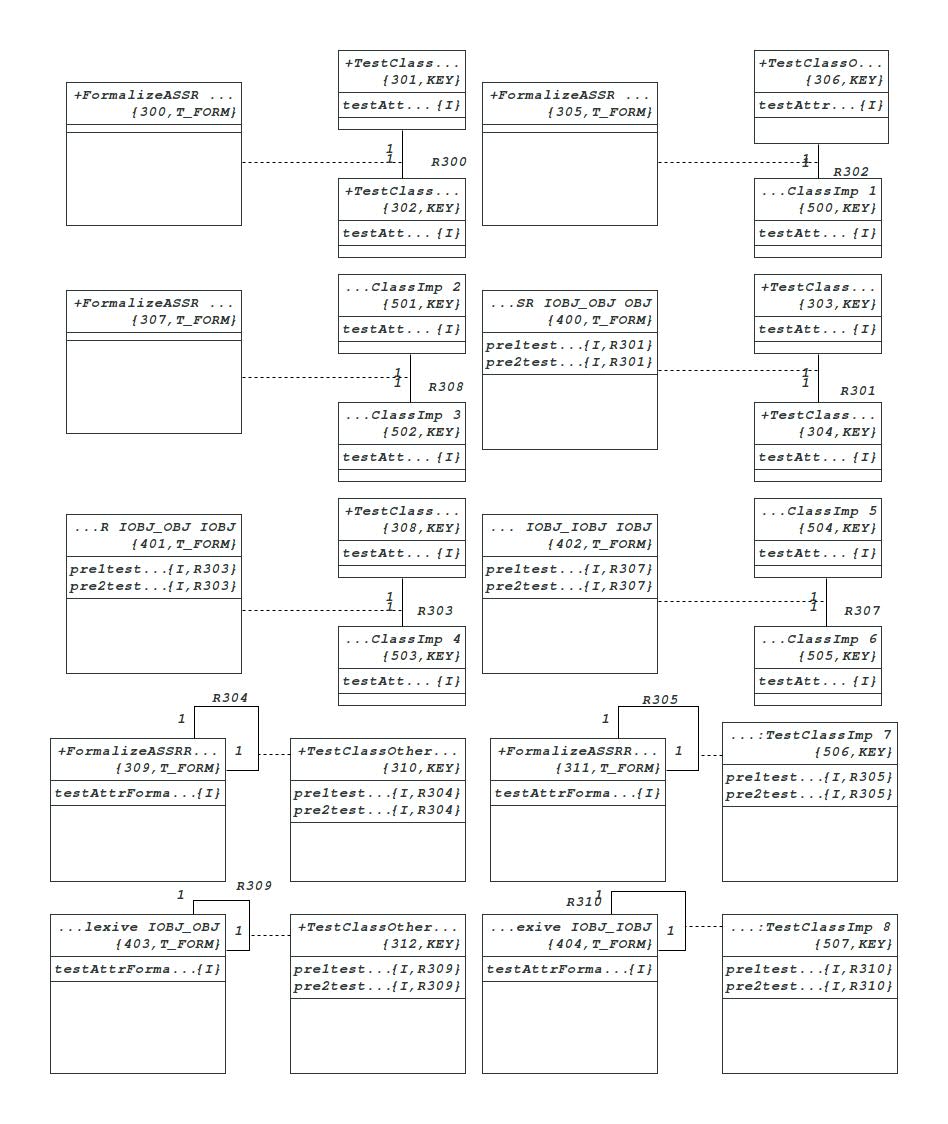 +TestClass...
{301,KEY}
testAtt...{I}
+FormalizeASSR ...
{300,T_FORM}
1
1
R300
+TestClass...
{302,KEY}
testAtt...{I}
+TestClassO...
{306,KEY}
testAttr...{I}
+FormalizeASSR ...
{305,T_FORM}
1
1
R302
...ClassImp 1
{500,KEY}
testAtt...{I}
...ClassImp 2
{501,KEY}
testAtt...{I}
+FormalizeASSR ...
{307,T_FORM}
1
1
R308
...ClassImp 3
{502,KEY}
testAtt...{I}
+TestClass...
{303,KEY}
testAtt...{I}
...SR IOBJ_OBJ OBJ
{400,T_FORM}
pre1test...{I,R301}
pre2test...{I,R301}
1
1
R301
+TestClass...
{304,KEY}
testAtt...{I}
+TestClass...
{308,KEY}
testAtt...{I}
...R IOBJ_OBJ IOBJ
{401,T_FORM}
pre1test...{I,R303}
pre2test...{I,R303}
1
1
R303
...ClassImp 4
{503,KEY}
testAtt...{I}
...ClassImp 5
{504,KEY}
testAtt...{I}
... IOBJ_IOBJ IOBJ
{402,T_FORM}
pre1test...{I,R307}
pre2test...{I,R307}
1
1
R307
...ClassImp 6
{505,KEY}
testAtt...{I}
R304
1
1
+FormalizeASSRR...
{309,T_FORM}
testAttrForma...{I}
+TestClassOther...
{310,KEY}
pre1test...{I,R304}
pre2test...{I,R304}
R305
1
1
+FormalizeASSRR...
{311,T_FORM}
testAttrForma...{I}
...:TestClassImp 7
{506,KEY}
pre1test...{I,R305}
pre2test...{I,R305}
R309
1
1
...lexive IOBJ_OBJ
{403,T_FORM}
testAttrForma...{I}
+TestClassOther...
{312,KEY}
pre1test...{I,R309}
pre2test...{I,R309}
R310
1
1
...exive IOBJ_IOBJ
{404,T_FORM}
testAttrForma...{I}
...:TestClassImp 8
{507,KEY}
pre1test...{I,R310}
pre2test...{I,R310}